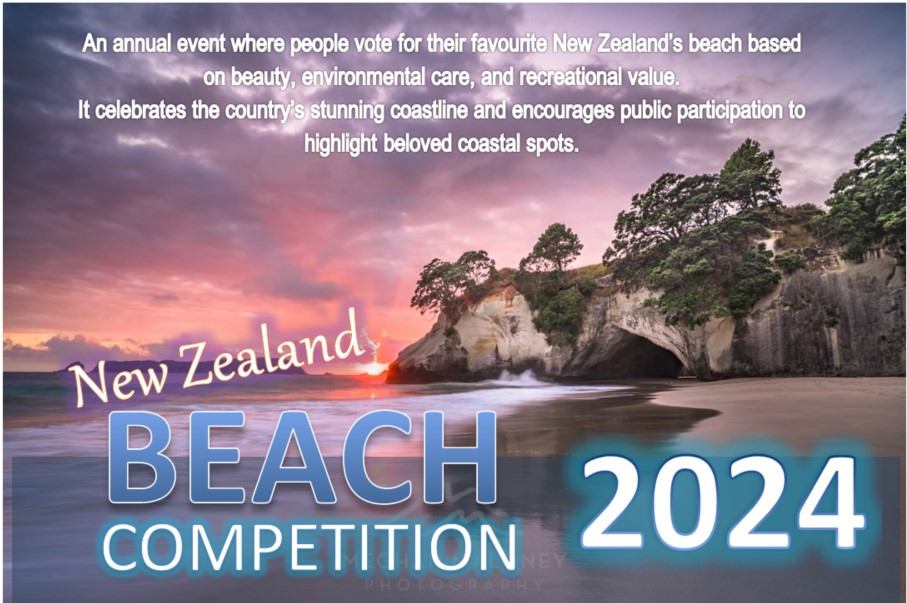 An annual event where people vote for their favourite New Zealand's beach based
on beauty, environmental care, and recreational value.
It celebrates the country's stunning coastline and encourages public participation to
highlight beloved coastal spots.
New Zealand
BEACH
COMPETITION
2024
PHOTOGRAPHY